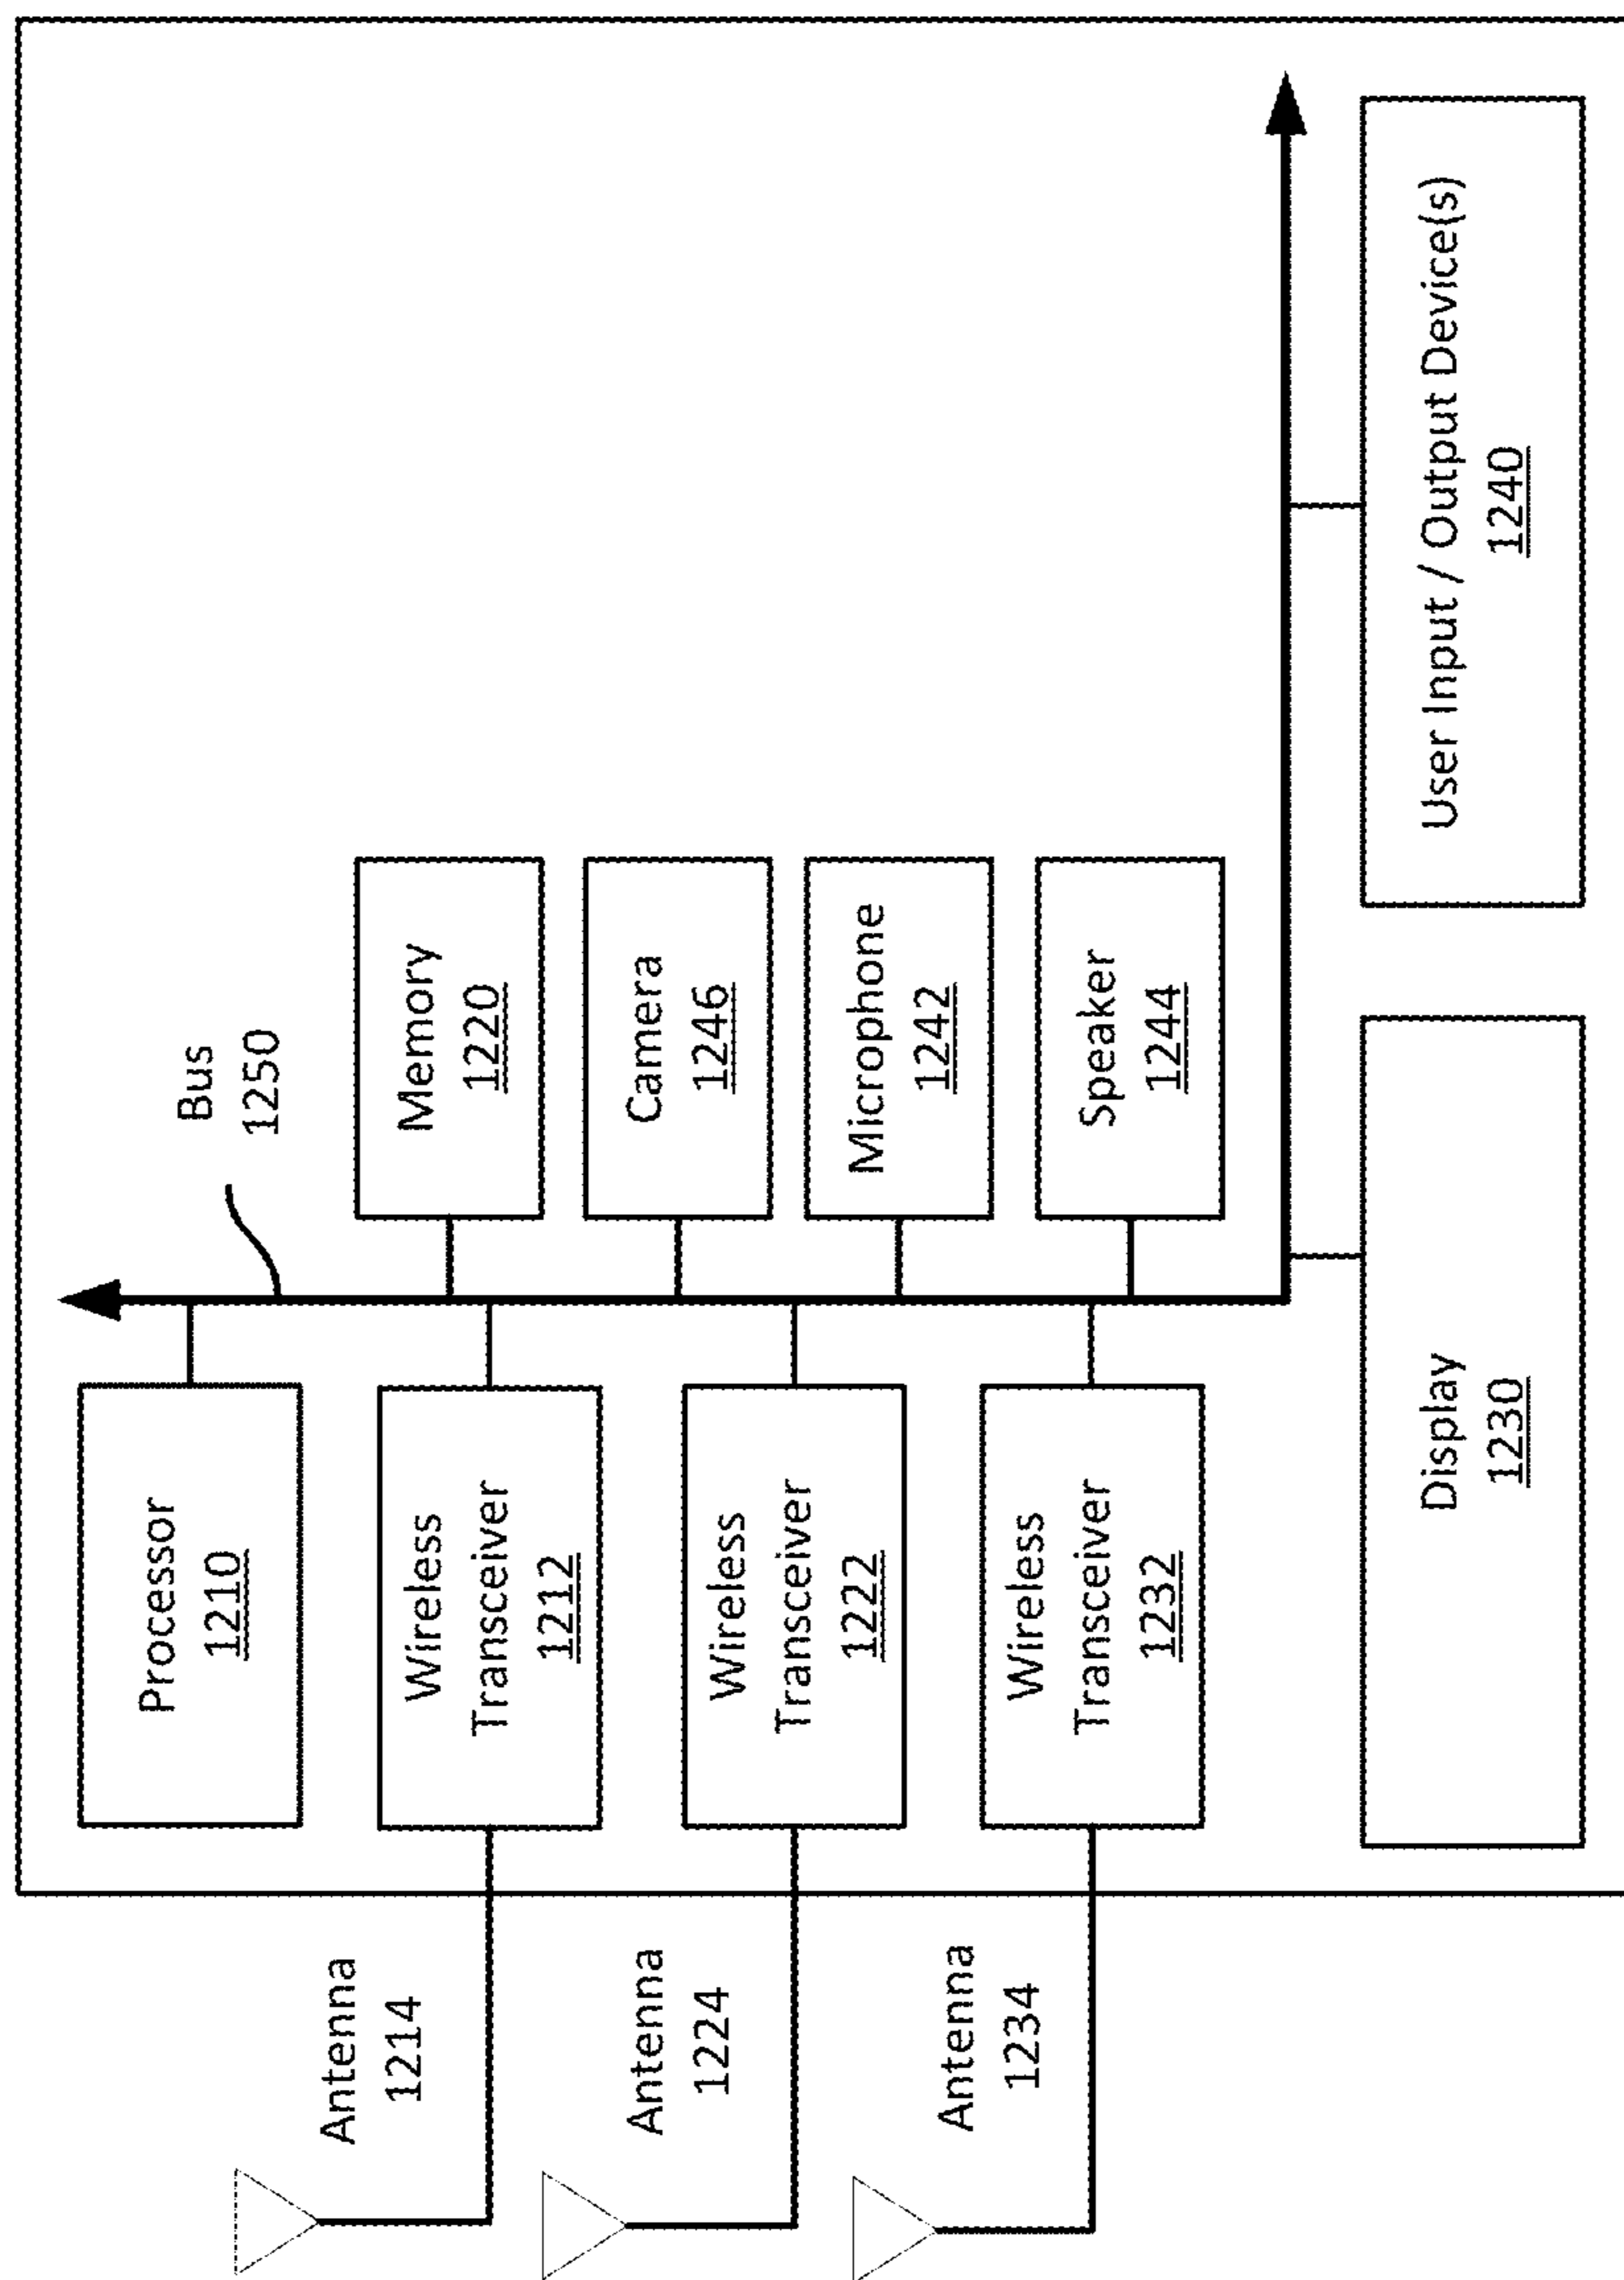 Antenna
1214
Antenna
1224
Antenna
1234
Processor
1210
Wireless
Transceiver
1212
Wireless
Transceiver
1222
Wireless
Transceiver
1232
Bus
1250
Memory
1220
Camera
1246
Microphone
1242
Speaker
1244
Display
1230
User Input / Output Device(s)
1240